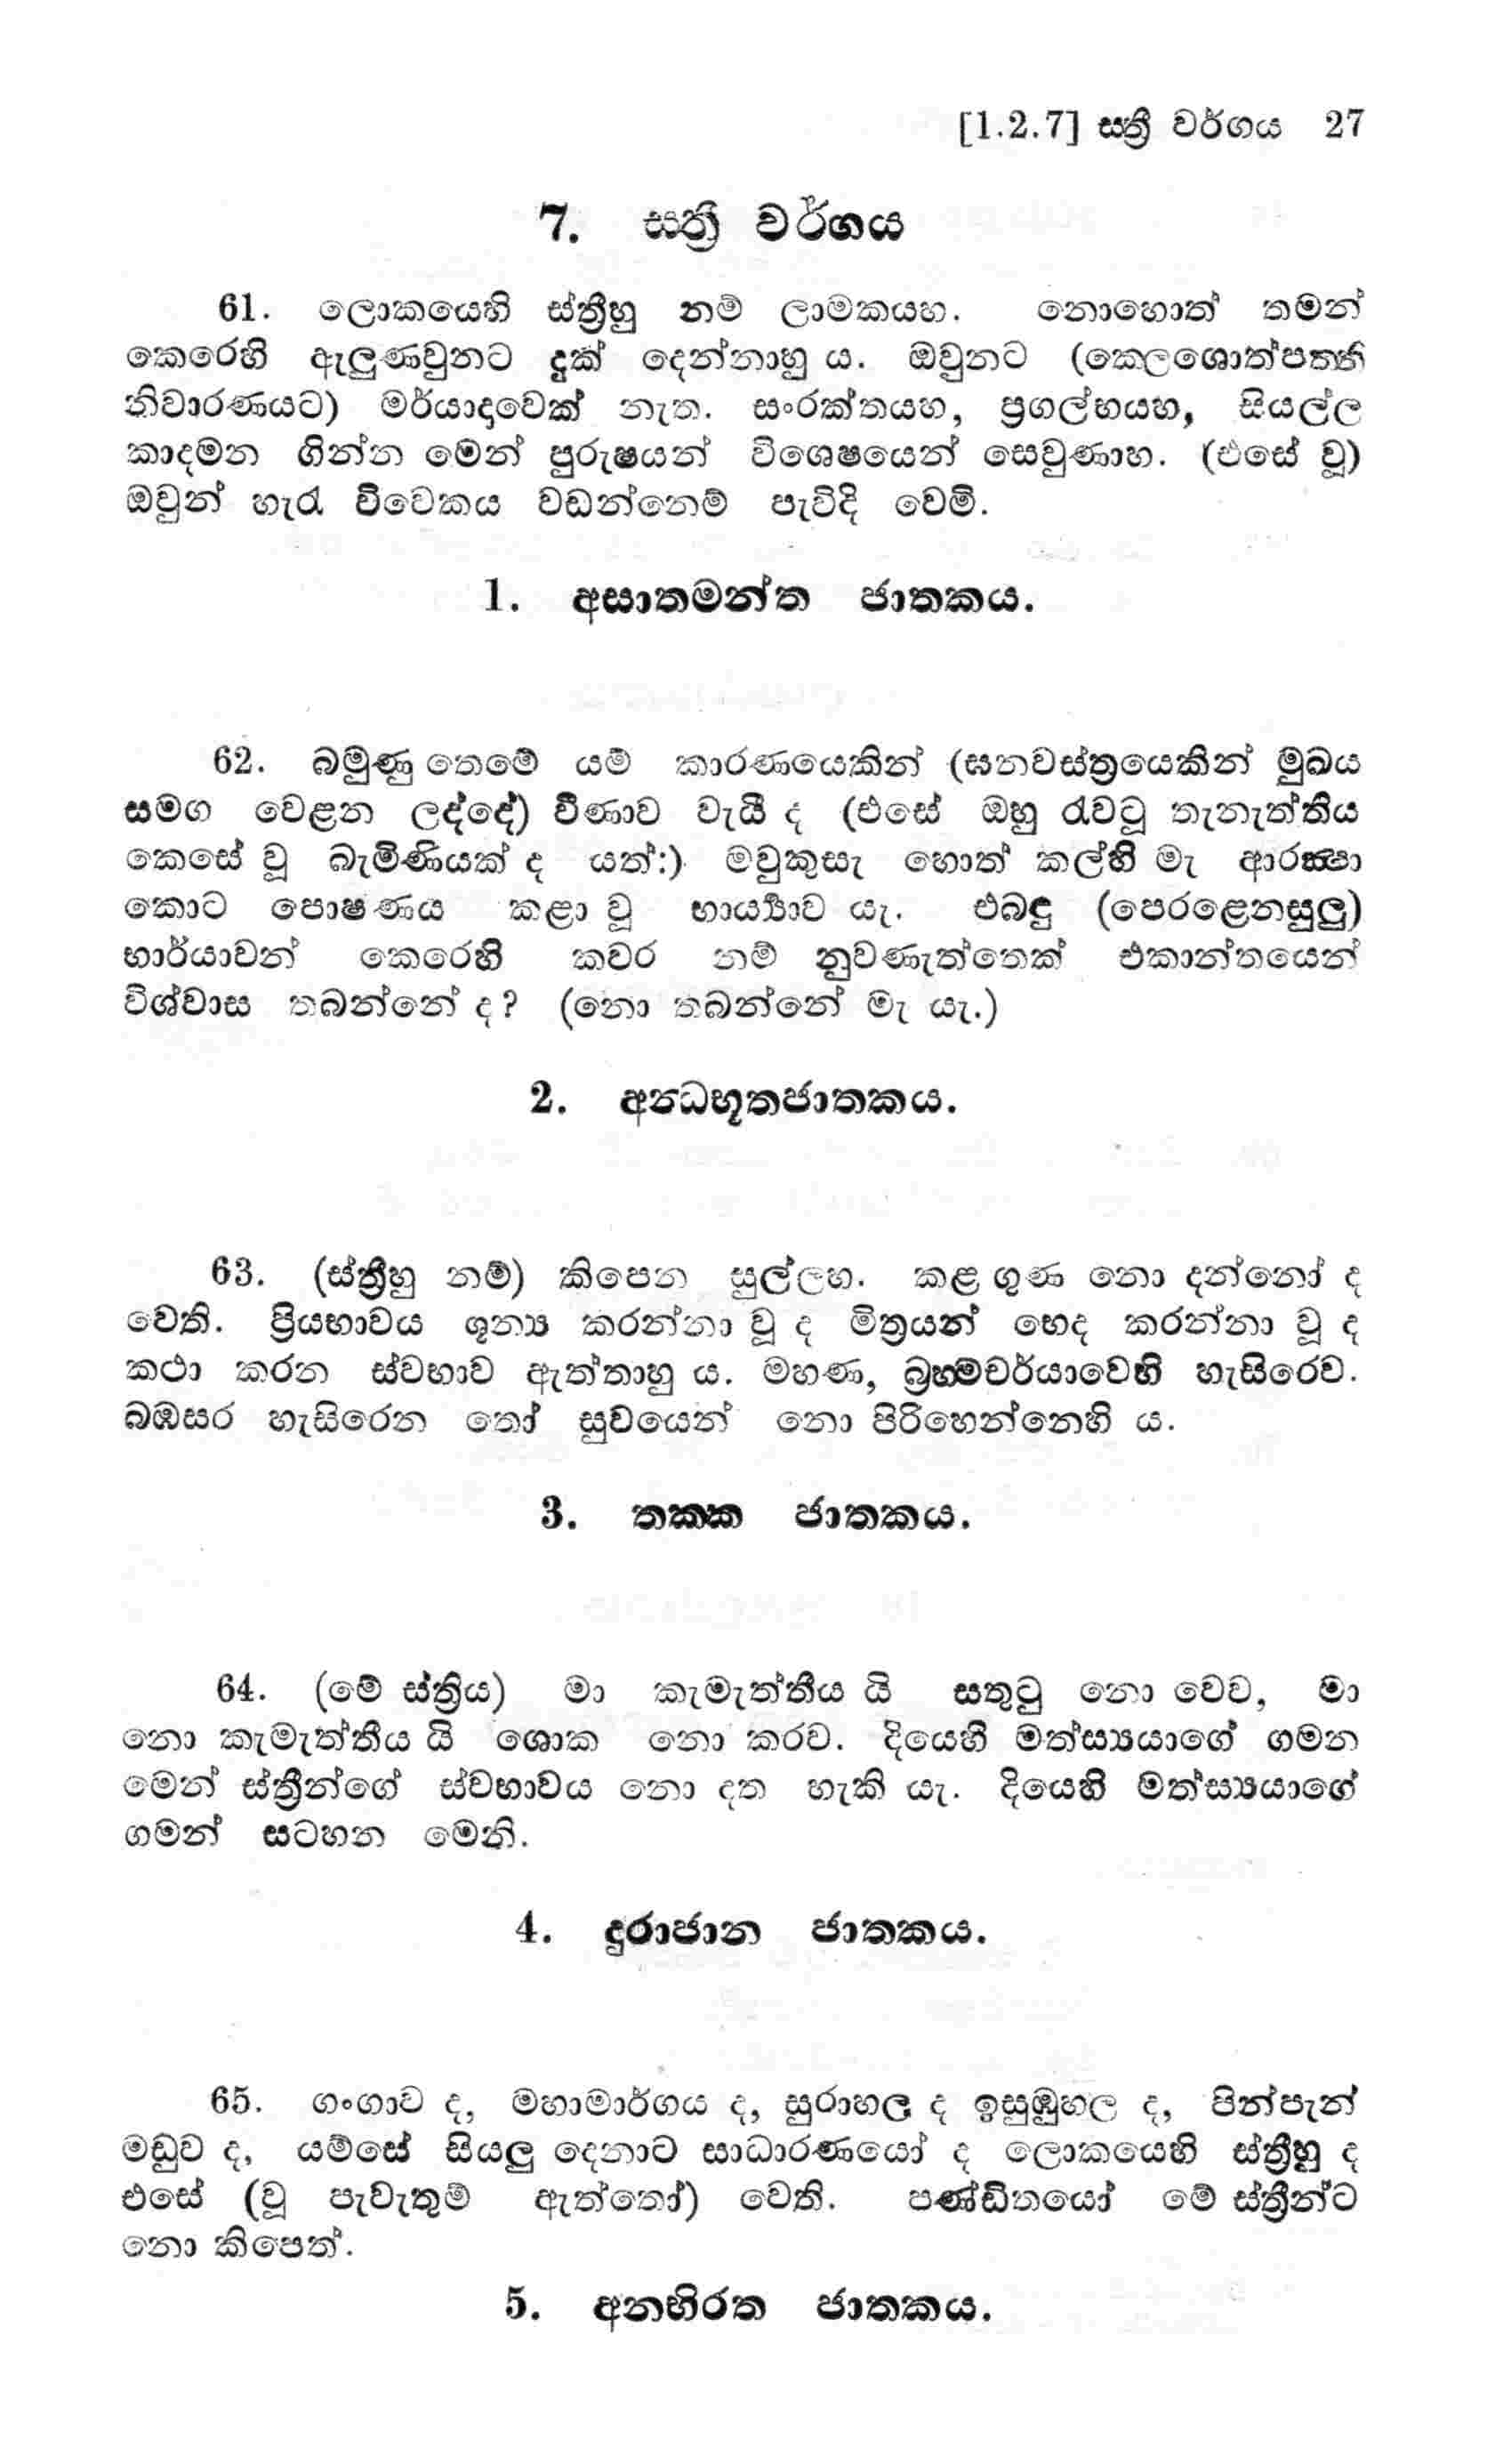 [1.2.7] ස්ත්‍රී වර්ගය 27
7. ස්ත්‍රී වර්ගය
61. ලොකයෙහි ස්ත්‍රීහු නම් ලාමකයහ. නොහොත් තමන්
කෙරෙහි ඇලුණවුනට දුක් දෙන්නාහු ය. ඔවුනට (කෙලශොත්පත්ති
නිවාරණයට) මර්යාදාවෙක් නැත. සංරක්තයහ, ප්‍රගල්භයහ, සියල්ල
කාදමන ගින්න මෙන් පුරුෂයන් විශෙෂයෙන් සෙවුණාහ. (එසේ වූ)
ඔවුන් හැර විවෙකය වඩන්නෙම් පැවිදි වෙමි.
1. අසාතමන්ත ජාතකය.
62. බමුණු තෙමේ යම් කාරණයෙකින් (ඝනවස්ත්‍රයෙකින් මුඛය
සමග වෙළන ලද්දේ) වීණාව වැයී ද (එසේ ඔහු රැවටූ තැනැත්තිය
කෙසේ වූ බැමිණියක් ද යත්:) මවුකුසැ හොත් කල්හි මැ ආරක්‍ෂා
කොට පොෂණය කළා වූ භාර්‍ය්‍යාව යැ. එබඳු (පෙරළෙනසුලු)
භාර්යාවන් කෙරෙහි කවර නම් නුවණැත්තෙක් එකාන්තයෙන්
විශ්වාස තබන්නේ ද? (නො තබන්නේ මැ යැ.)
2. අන්‍ධභූතජාතකය.
63. (ස්ත්‍රීහු නම්) කිපෙන සුල්ලහ. කළ ගුණ නො දන්නෝ ද
වෙති. ප්‍රියභාවය ශූන්‍ය කරන්නා වූ ද මිත්‍රයන් භෙද කරන්නා වූ ද
කථා කරන ස්වභාව ඇත්තාහු ය. මහණ, බ්‍රහ්මචර්යාවෙහි හැසිරෙව.
බඹසර හැසිරෙන තෝ සුවයෙන් නො පිරිහෙන්නෙහි ය.
3. තක්ක ජාතකය.
64. (මේ ස්ත්‍රිය) මා කැමැත්තීය යි සතුටු නො වෙව, මා
නො කැමැත්තීය යි ශොක නො කරව. දියෙහි මත්ස්‍යයාගේ ගමන
මෙන් ස්ත්‍රීන්ගේ ස්වභාවය නො දත හැකි යැ. දියෙහි මත්ස්‍යයාගේ
ගමන් සටහන මෙනි.
4. දුරාජාන ජාතකය.
65. ගංගාව ද, මහාමාර්ගය ද, සුරාහල ද ඉසුඹුහල ද, පින්පැන්
මඩුව ද, යම්සේ සියලු දෙනාට සාධාරණයෝ ද ලොකයෙහි ස්ත්‍රීහු ද
එසේ (වූ පැවැතුම් ඇත්තෝ) වෙති. පණ්ඩිතයෝ මේ ස්ත්‍රීන්ට
නො කිපෙත්.
5. අනභිරත ජාතකය.